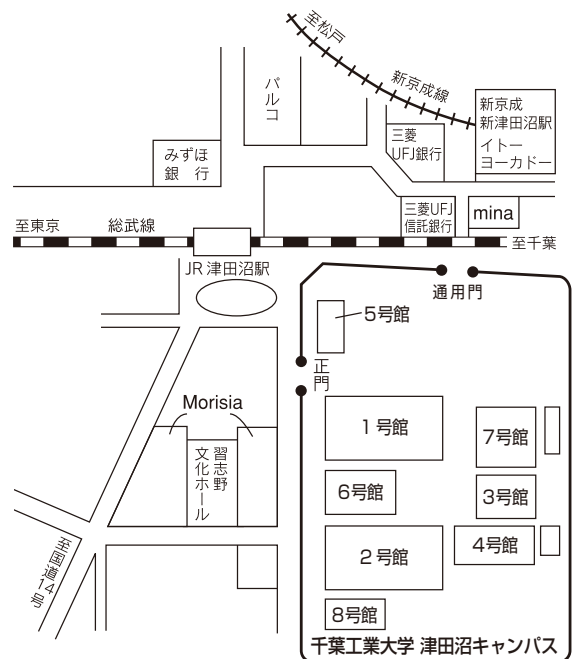 至松戸
新京成線
パルコ
新京成
新津田沼駅
イトー
ヨーカドー
三菱
UFJ銀行
みずほ
銀 行
三菱UFJ
信託銀行
mina
至東京
総武線
至千葉
JR 津田沼駅
通用門
5号館
正門
Morisia
1号館
7号館
習志野
文化ホール
6号館
3号館
2号館
4号館
至国道14号
8号館
千葉工業大学 津田沼キャンパス